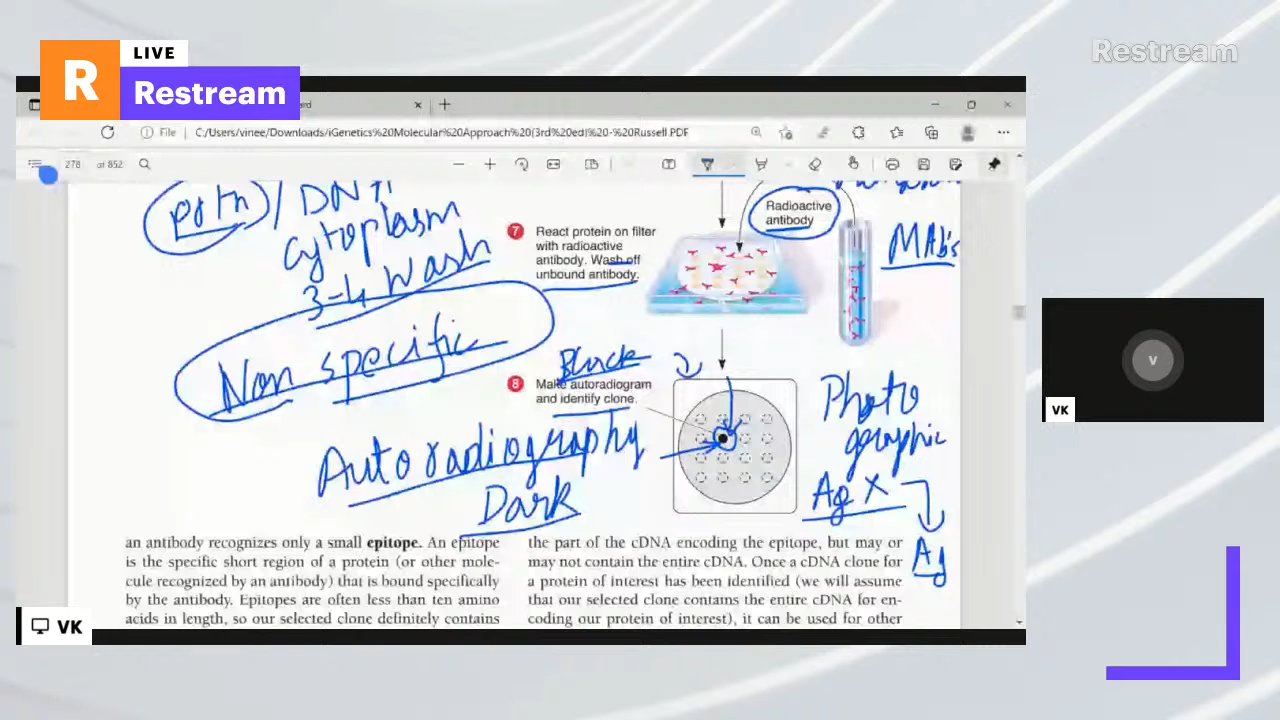 LIVE
R
Restream
Restream
C:/Users/vinee/Downloads/iGenetics%20Molecular%20Approach%20(3rd%20ed)%20-%20Russell.PDF
File
278 of 852
Radioactive
antibody
MAb's
7 React protein on filter
with radioactive
antibody. Wash off
unbound antibody.
DNA
cytoplasm
3-4 Wash
Non specific
Black
8 Make autoradiogram
and identify clone.
Photo
geraphic
Autoradiography
Dark
AgX
Ag
an antibody recognizes only a small epitope. An epitope
is the specific short region of a protein (or other mole-
cule recognized by an antibody) that is bound specifically
by the antibody. Epitopes are often less than ten amino
acids in length, so our selected clone definitely contains
the part of the cDNA encoding the epitope, but may or
may not contain the entire cDNA. Once a cDNA clone for
a protein of interest has been identified (we will assume
that our selected clone contains the entire cDNA for en-
coding our protein of interest), it can be used for other
V
VK
VK